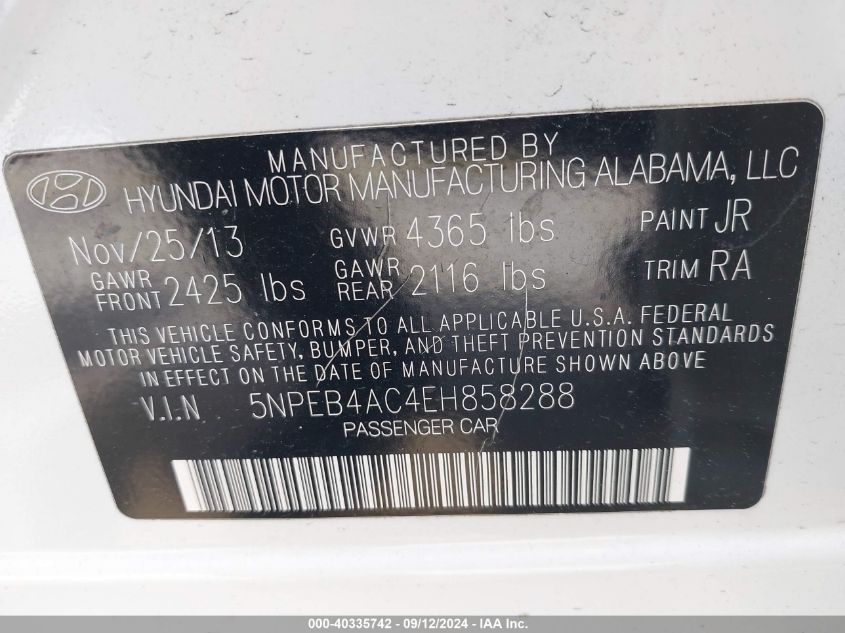 MANUFACTURED BY
HYUNDAI MOTOR MANUFACTURING ALABAMA, LLC
Nov/25/13 GVWR 4365 lbs PAINT JR
GAWR FRONT 2425 lbs GAWR REAR 2116 lbs TRIM RA
THIS VEHICLE CONFORMS TO ALL APPLICABLE U.S.A. FEDERAL
MOTOR VEHICLE SAFETY, BUMPER, AND THEFT PREVENTION STANDARDS
IN EFFECT ON THE DATE OF MANUFACTURE SHOWN ABOVE
V.I.N 5NPEB4AC4EH858288
PASSENGER CAR
000-40335742 - 09/12/2024 - IAA Inc.